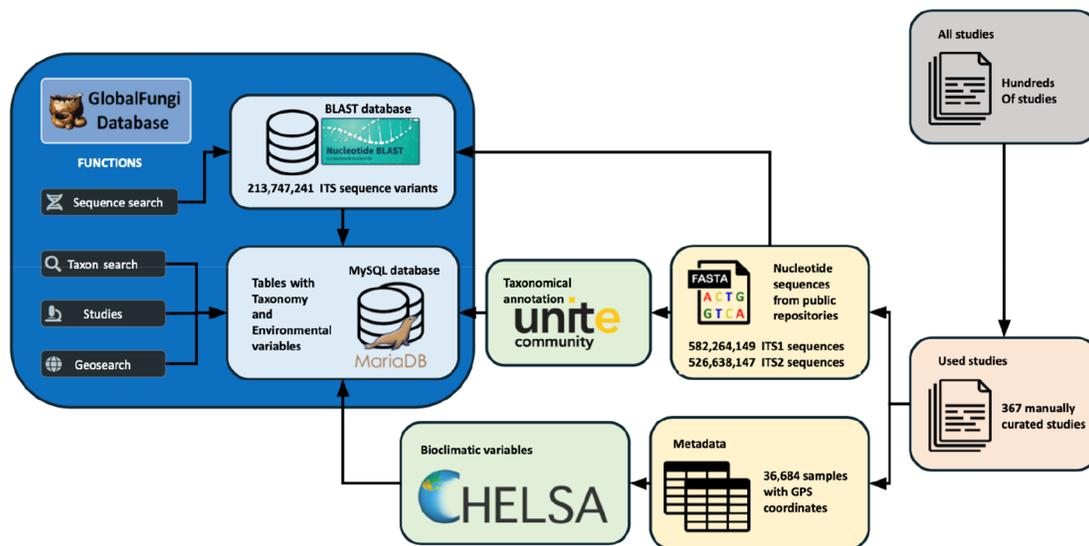 All studies
Hundreds
Of studies
GlobalFungi
Database
FUNCTIONS
Sequence search
Taxon search
Studies
Geosearch
BLAST database
Nucleotide BLAST
213,747,241 ITS sequence variants
MySQL database
Tables with
Taxonomy
and
Environmental
variables
MariaDB
Taxonomical
annotation
unite
community
FASTA
A C T G
G T C A
Nucleotide
sequences
from public
repositories
582,264,149 ITS1 sequences
526,638,147 ITS2 sequences
Used studies
367 manually
curated studies
Bioclimatic variables
CHELSA
Metadata
36,684 samples
with GPS
coordinates